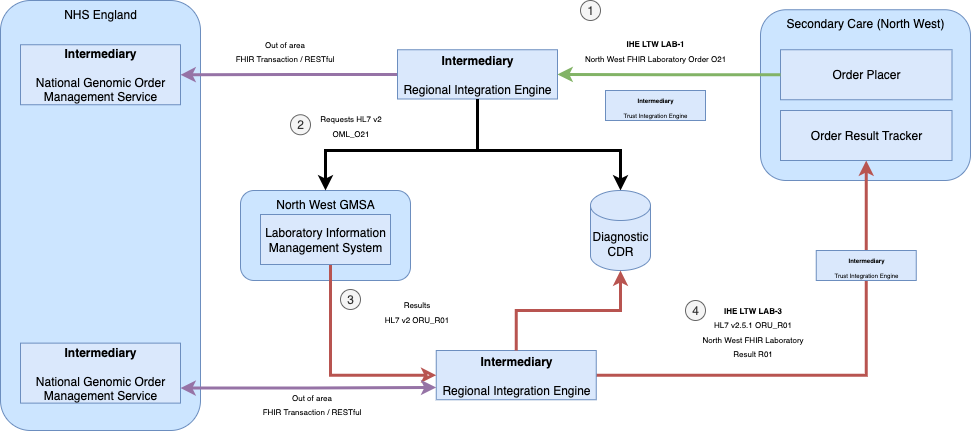 NHS England
Intermediary
National Genomic Order
Management Service
Out of area
FHIR Transaction / RESTful
Intermediary
Regional Integration Engine
1
IHE LTW LAB-1
North West FHIR Laboratory Order O21
Intermediary
Trust Integration Engine
Secondary Care (North West)
Order Placer
Order Result Tracker
2
Requests HL7 v2
OML_O21
North West GMSA
Laboratory Information
Management System
Diagnostic
CDR
Intermediary
Trust Integration Engine
3
Results
HL7 v2 ORU_R01
4
IHE LTW LAB-3
HL7 v2.5.1 ORU_R01
North West FHIR Laboratory
Result R01
Intermediary
National Genomic Order
Management Service
Out of area
FHIR Transaction / RESTful
Intermediary
Regional Integration Engine